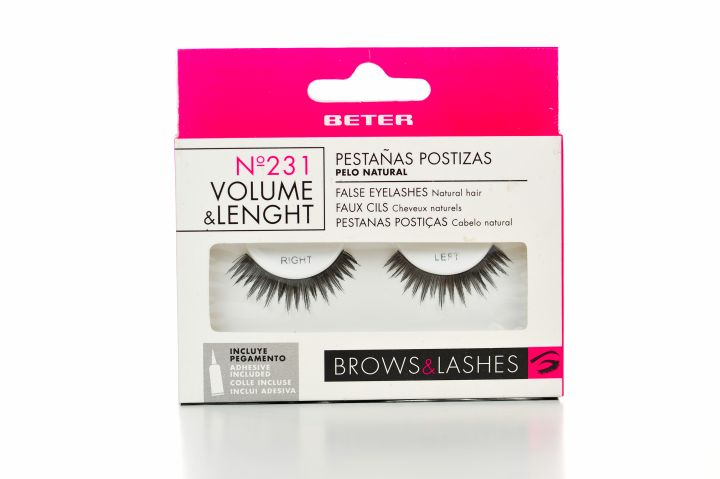 BETER
Nº231
VOLUME
&LENGHT
PESTAÑAS POSTIZAS
PELO NATURAL
FALSE EYELASHES Natural hair
FAUX CILS Cheveux naturels
PESTANAS POSTIÇAS Cabelo natural
RIGHT
LEFT
INCLUYE
PEGAMENTO
ADHESIVE
INCLUDED
COLLE INCLUSE
INCLUI ADESIVA
BROWS&LASHES